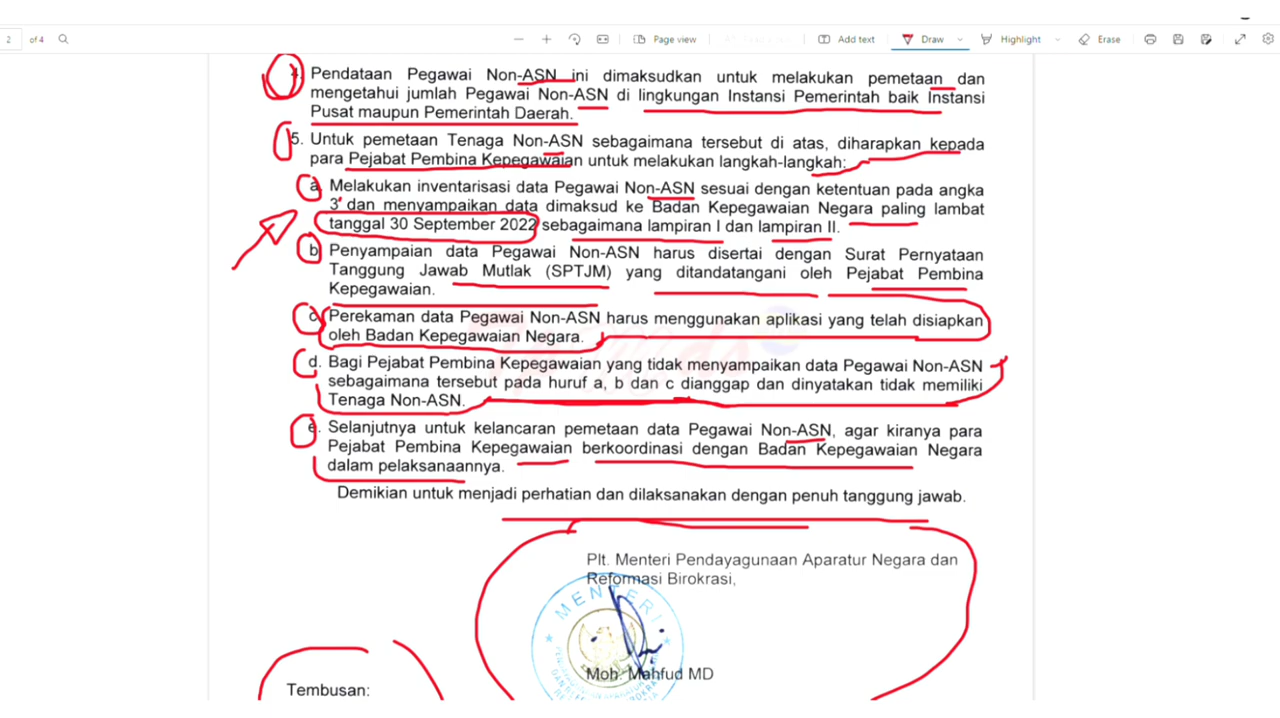 2 of 4 Page view Add text Draw Highlight Erase
4. Pendataan Pegawai Non-ASN ini dimaksudkan untuk melakukan pemetaan dan
mengetahui jumlah Pegawai Non-ASN di lingkungan Instansi Pemerintah baik Instansi
Pusat maupun Pemerintah Daerah.
5. Untuk pemetaan Tenaga Non-ASN sebagaimana tersebut di atas, diharapkan kepada
para Pejabat Pembina Kepegawaian untuk melakukan langkah-langkah:
a. Melakukan inventarisasi data Pegawai Non-ASN sesuai dengan ketentuan pada angka
3 dan menyampaikan data dimaksud ke Badan Kepegawaian Negara paling lambat
tanggal 30 September 2022 sebagaimana lampiran I dan lampiran II.
b. Penyampaian data Pegawai Non-ASN harus disertai dengan Surat Pernyataan
Tanggung Jawab Mutlak (SPTJM) yang ditandatangani oleh Pejabat Pembina
Kepegawaian.
c. Perekaman data Pegawai Non-ASN harus menggunakan aplikasi yang telah disiapkan
oleh Badan Kepegawaian Negara.
d. Bagi Pejabat Pembina Kepegawaian yang tidak menyampaikan data Pegawai Non-ASN
sebagaimana tersebut pada huruf a, b dan c dianggap dan dinyatakan tidak memiliki
Tenaga Non-ASN.
e. Selanjutnya untuk kelancaran pemetaan data Pegawai Non-ASN, agar kiranya para
Pejabat Pembina Kepegawaian berkoordinasi dengan Badan Kepegawaian Negara
dalam pelaksanaannya.
Demikian untuk menjadi perhatian dan dilaksanakan dengan penuh tanggung jawab.
Plt. Menteri Pendayagunaan Aparatur Negara dan
Reformasi Birokrasi,
MENTERI
Moh. Mahfud MD
Tembusan: